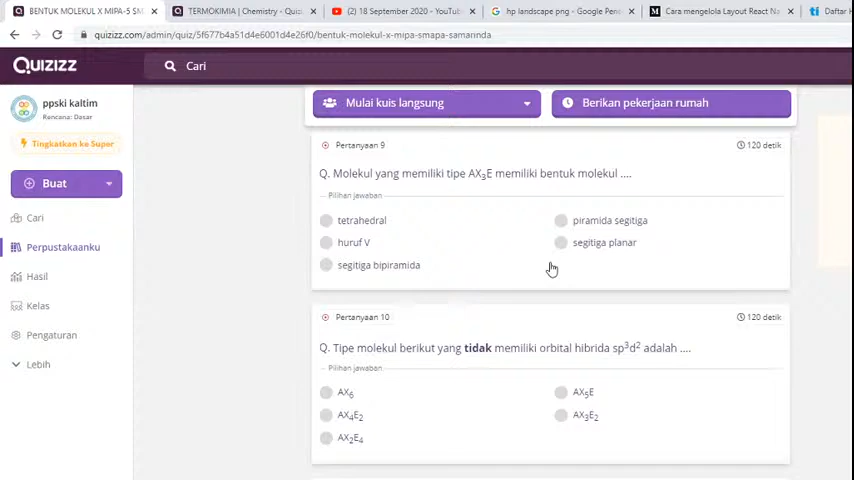 BENTUK MOLEKUL X MIPA-5 SM
TERMOKIMIA | Chemistry - Quiz
(2) 18 September 2020 - YouTub
hp landscape png - Google Pen
Cara mengelola Layout React Na
Daftar H
quizizz.com/admin/quiz/5f677b4a51d4e6001d4e26f0/bentuk-molekul-x-mipa-smapa-samarinda
QUIZIZZ
Cari
ppski kaltim
Rencana: Dasar
Tingkatkan ke Super
Buat
Cari
Perpustakaanku
Hasil
Kelas
Pengaturan
Lebih
Mulai kuis langsung
Berikan pekerjaan rumah
Pertanyaan 9
120 detik
Q. Molekul yang memiliki tipe AX₃E memiliki bentuk molekul ....
Pilihan jawaban
tetrahedral
piramida segitiga
huruf V
segitiga planar
segitiga bipiramida
Pertanyaan 10
120 detik
Q. Tipe molekul berikut yang tidak memiliki orbital hibrida sp³d² adalah ....
Pilihan jawaban
AX₆
AX₅E
AX₄E₂
AX₃E₂
AX₂E₄